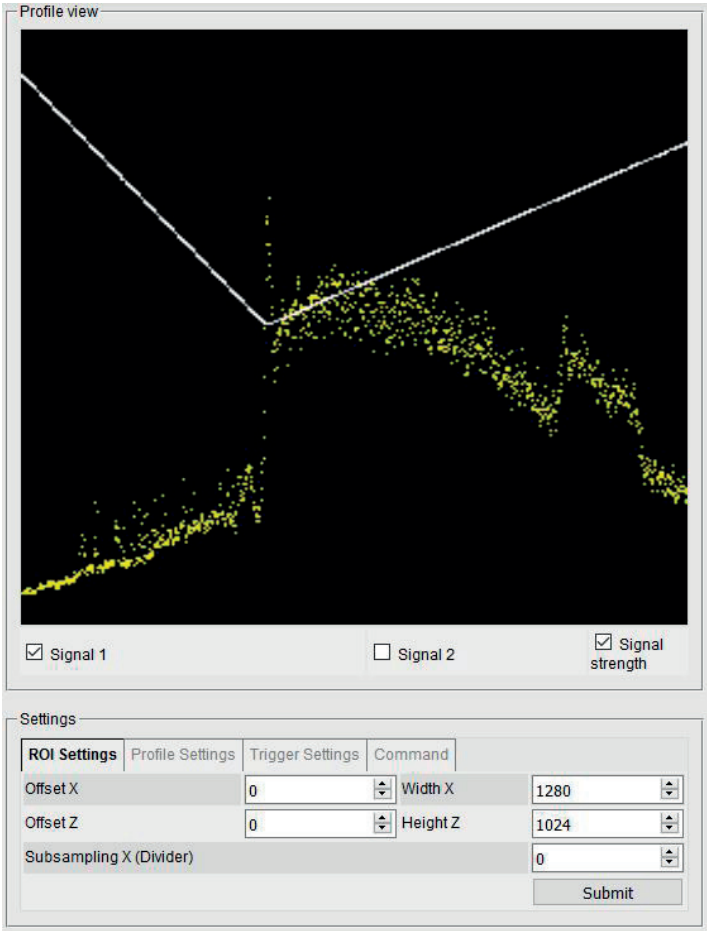 Profile view
Signal 1
Signal 2
Signal
strength
Settings
ROI Settings Profile Settings Trigger Settings Command
Offset X 0 Width X 1280
Offset Z 0 Height Z 1024
Subsampling X (Divider) 0
Submit